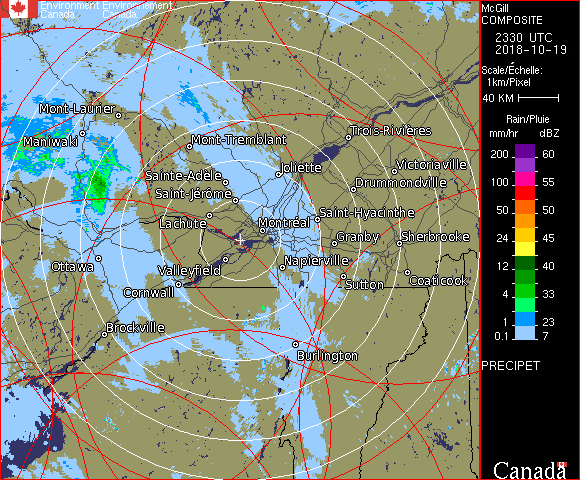 Environment Environnement
Canada Canada
McGill
COMPOSITE
2330 UTC
2018-10-19
Scale/Échelle:
1km/Pixel
40 KM
Rain/Pluie
mm/hr dBZ
200 60
100 55
50 50
24 45
12 40
4 33
1 23
0.1 7
PRECIPET
Canada
Mont-Laurier
Maniwaki
Mont-Tremblant
Trois-Rivières
Sainte-Adèle
Joliette
Victoriaville
Saint-Jérôme
Drummondville
Lachute
Montréal
Saint-Hyacinthe
Granby
Sherbrooke
Ottawa
Valleyfield
Napierville
Cornwall
Sutton
Coaticook
Brockville
Burlington